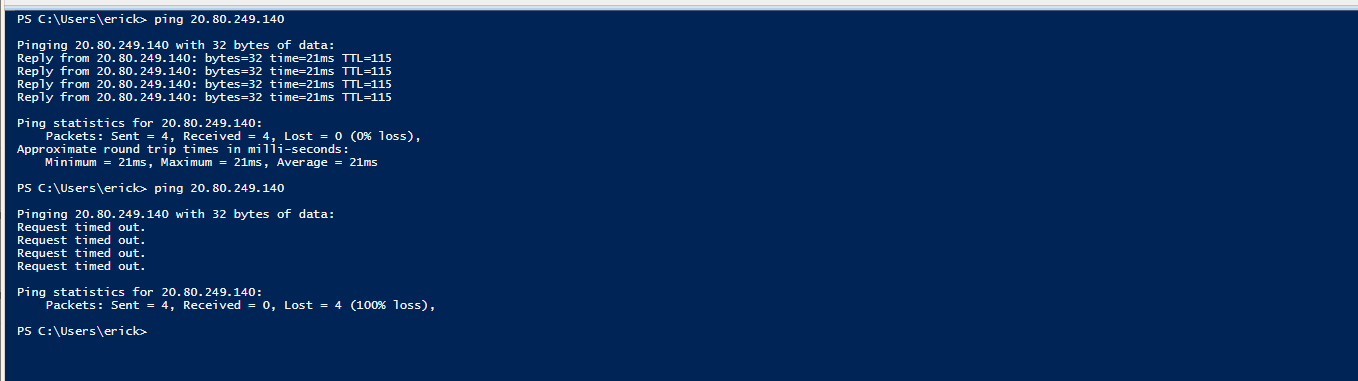 PS C:\Users\erick> ping 20.80.249.140
Pinging 20.80.249.140 with 32 bytes of data:
Reply from 20.80.249.140: bytes=32 time=21ms TTL=115
Reply from 20.80.249.140: bytes=32 time=21ms TTL=115
Reply from 20.80.249.140: bytes=32 time=21ms TTL=115
Reply from 20.80.249.140: bytes=32 time=21ms TTL=115
Ping statistics for 20.80.249.140:
    Packets: Sent = 4, Received = 4, Lost = 0 (0% loss),
Approximate round trip times in milli-seconds:
    Minimum = 21ms, Maximum = 21ms, Average = 21ms
PS C:\Users\erick> ping 20.80.249.140
Pinging 20.80.249.140 with 32 bytes of data:
Request timed out.
Request timed out.
Request timed out.
Request timed out.
Ping statistics for 20.80.249.140:
    Packets: Sent = 4, Received = 0, Lost = 4 (100% loss),
PS C:\Users\erick>